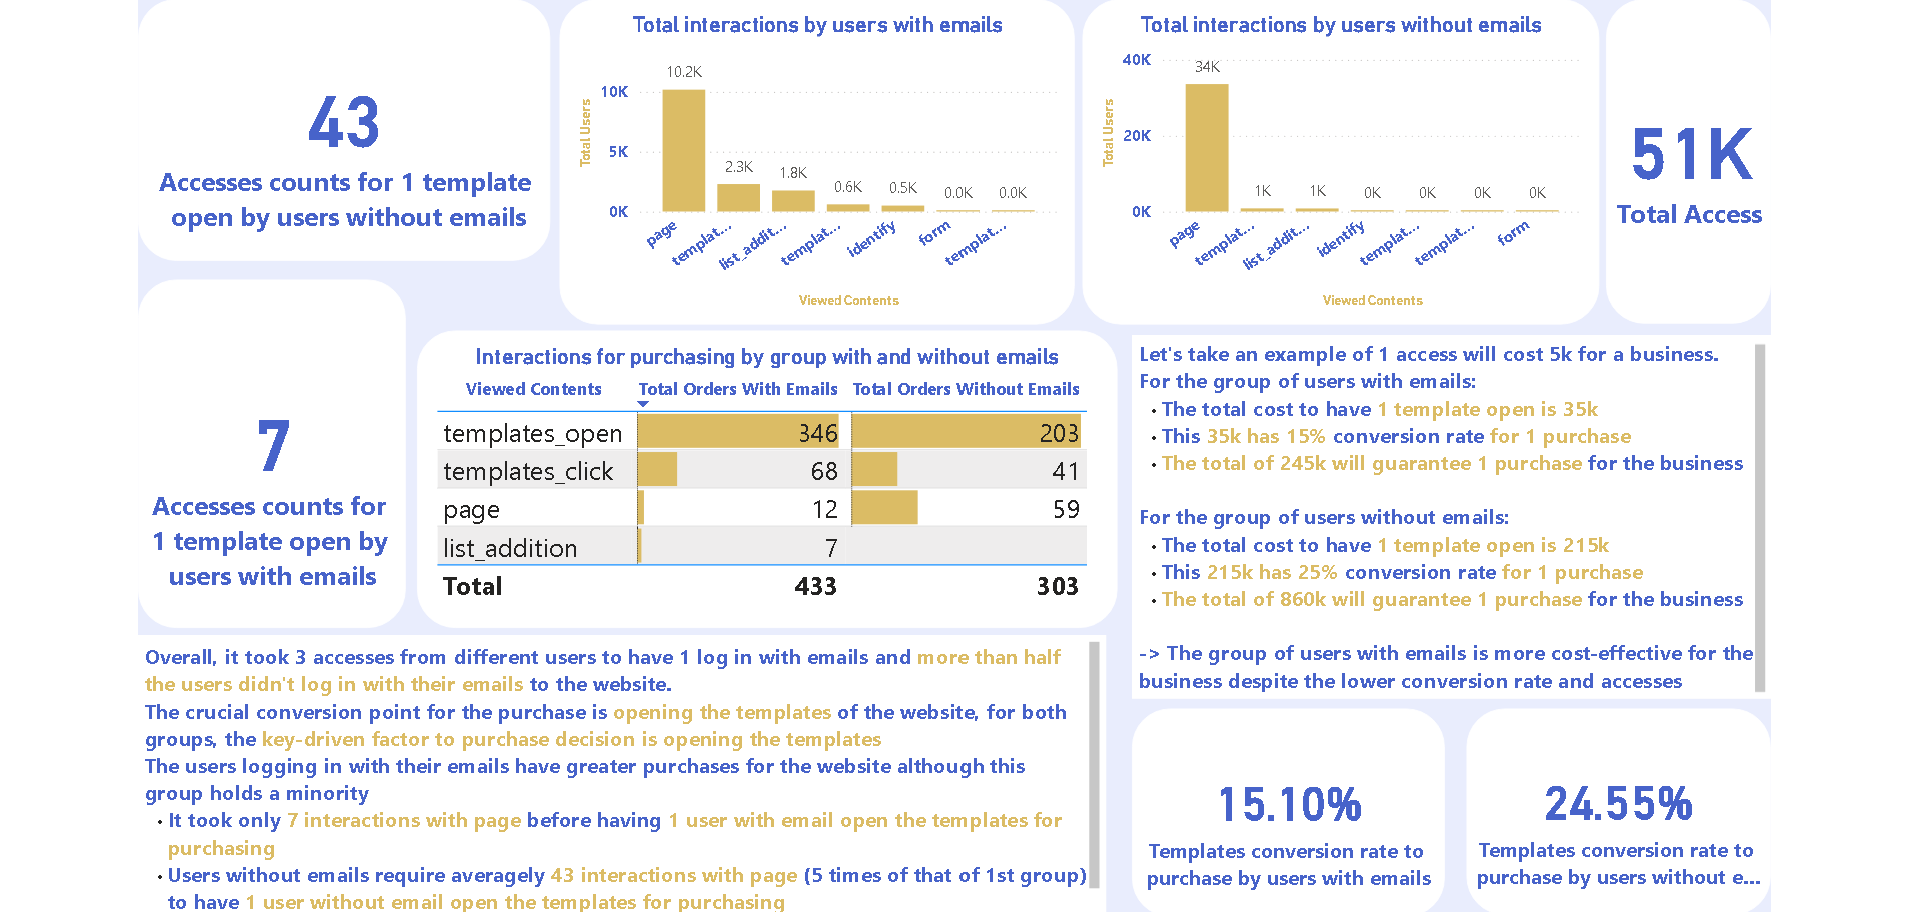 43
Accesses counts for 1 template
open by users without emails
Total interactions by users with emails
Total Users
10K
5K
0K
10.2K
2.3K
1.8K
0.6K
0.5K
0.0K
0.0K
page
templat...
list_addit...
templat...
identify
form
templat...
Viewed Contents
Total interactions by users without emails
Total Users
40K
20K
0K
34K
1K
1K
0K
0K
0K
0K
page
templat...
list_addit...
identify
templat...
templat...
form
Viewed Contents
51K
Total Access
7
Accesses counts for
1 template open by
users with emails
Interactions for purchasing by group with and without emails
Viewed Contents Total Orders With Emails Total Orders Without Emails
templates_open 346 203
templates_click 68 41
page 12 59
list_addition 7
Total 433 303
Let's take an example of 1 access will cost 5k for a business.
For the group of users with emails:
• The total cost to have 1 template open is 35k
• This 35k has 15% conversion rate for 1 purchase
• The total of 245k will guarantee 1 purchase for the business
For the group of users without emails:
• The total cost to have 1 template open is 215k
• This 215k has 25% conversion rate for 1 purchase
• The total of 860k will guarantee 1 purchase for the business
-> The group of users with emails is more cost-effective for the
business despite the lower conversion rate and accesses
Overall, it took 3 accesses from different users to have 1 log in with emails and more than half
the users didn't log in with their emails to the website.
The crucial conversion point for the purchase is opening the templates of the website, for both
groups, the key-driven factor to purchase decision is opening the templates
The users logging in with their emails have greater purchases for the website although this
group holds a minority
• It took only 7 interactions with page before having 1 user with email open the templates for
purchasing
• Users without emails require averagely 43 interactions with page (5 times of that of 1st group)
to have 1 user without email open the templates for purchasing
15.10%
Templates conversion rate to
purchase by users with emails
24.55%
Templates conversion rate to
purchase by users without e...